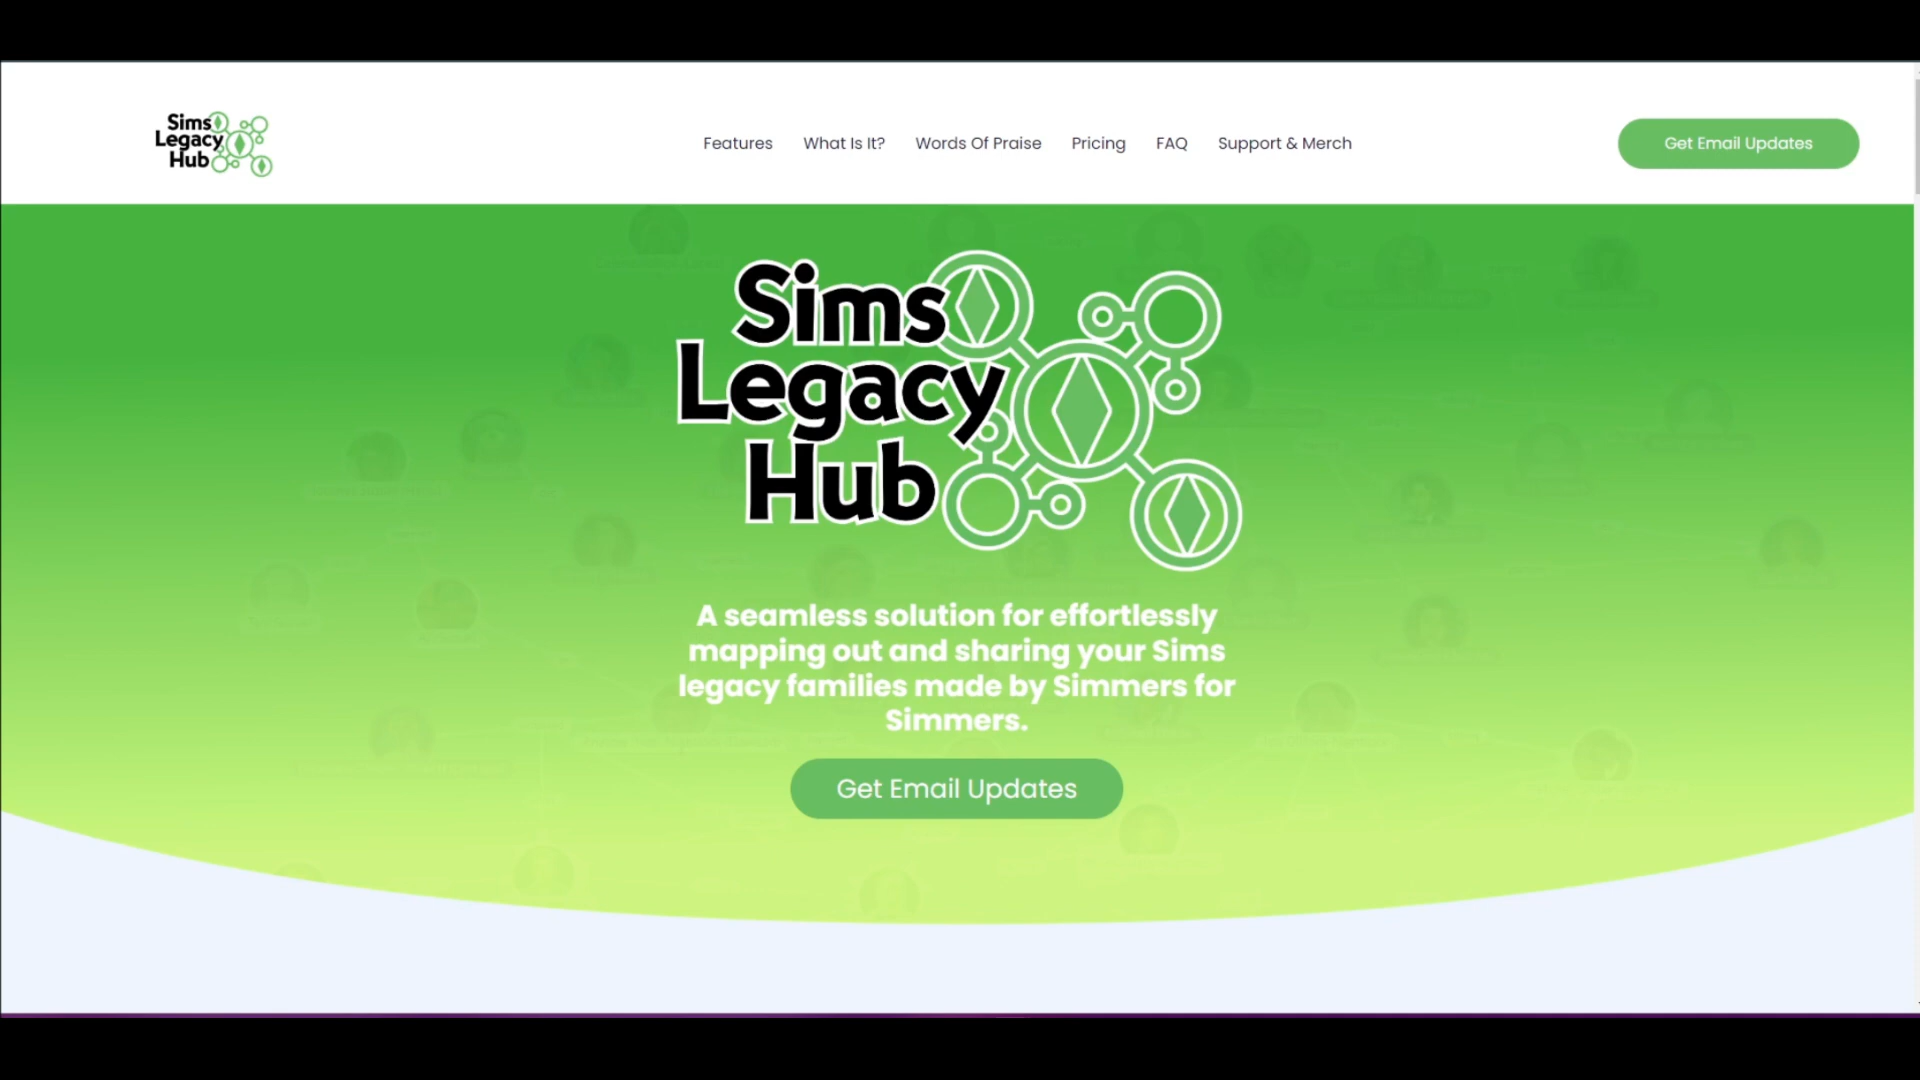 Sims
Legacy
Hub
Features
What Is It?
Words Of Praise
Pricing
FAQ
Support & Merch
Get Email Updates
Sims
Legacy
Hub
A seamless solution for effortlessly
mapping out and sharing your Sims
legacy families made by Simmers for
Simmers.
Get Email Updates